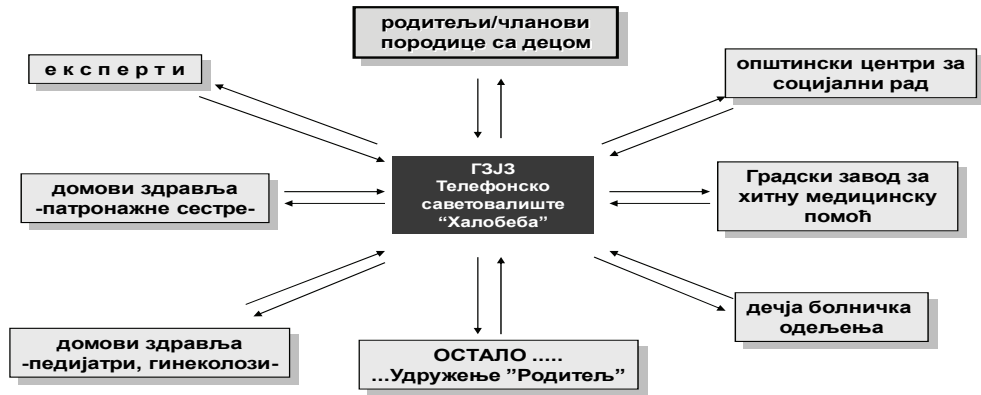 родитељи/чланови
породице са децом
е к с п е р т и
општински центри за
социјални рад
ГЗЈЗ
Телефонско
саветовалиште
“Халобеба”
домови здравља
-патронажне сестре-
Градски завод за
хитну медицинску
помоћ
домови здравља
-педијатри, гинеколози-
ОСТАЛО .....
...Удружење ”Родитељ”
дечја болничка
одељења